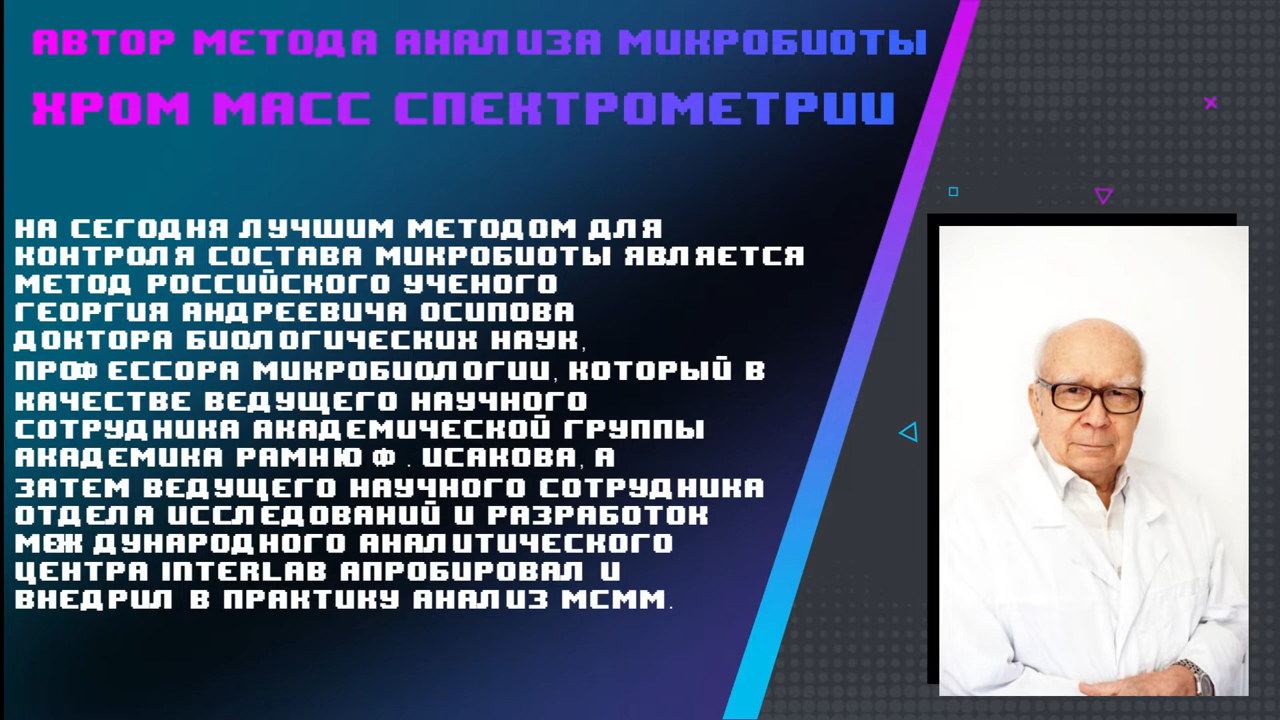 АВТОР МЕТОДА АНАЛИЗА МИКРОБИОТЫ
ХРОМ МАСС СПЕКТРОМЕТРИИ
НА СЕГОДНЯ ЛУЧШИМ МЕТОДОМ ДЛЯ
КОНТРОЛЯ СОСТАВА МИКРОБИОТЫ ЯВЛЯЕТСЯ
МЕТОД РОССИЙСКОГО УЧЕНОГО
ГЕОРГИЯ АНДРЕЕВИЧА ОСИПОВА
ДОКТОРА БИОЛОГИЧЕСКИХ НАУК,
ПРОФЕССОРА МИКРОБИОЛОГИИ, КОТОРЫЙ В
КАЧЕСТВЕ ВЕДУЩЕГО НАУЧНОГО
СОТРУДНИКА АКАДЕМИЧЕСКОЙ ГРУППЫ
АКАДЕМИКА РАМНЮ Ф. ИСАКОВА, А
ЗАТЕМ ВЕДУЩЕГО НАУЧНОГО СОТРУДНИКА
ОТДЕЛА ИССЛЕДОВАНИЙ И РАЗРАБОТОК
МЕЖДУНАРОДНОГО АНАЛИТИЧЕСКОГО
ЦЕНТРА INTERLAB АПРОБИРОВАЛ И
ВНЕДРИЛ В ПРАКТИКУ АНАЛИЗ МСММ.